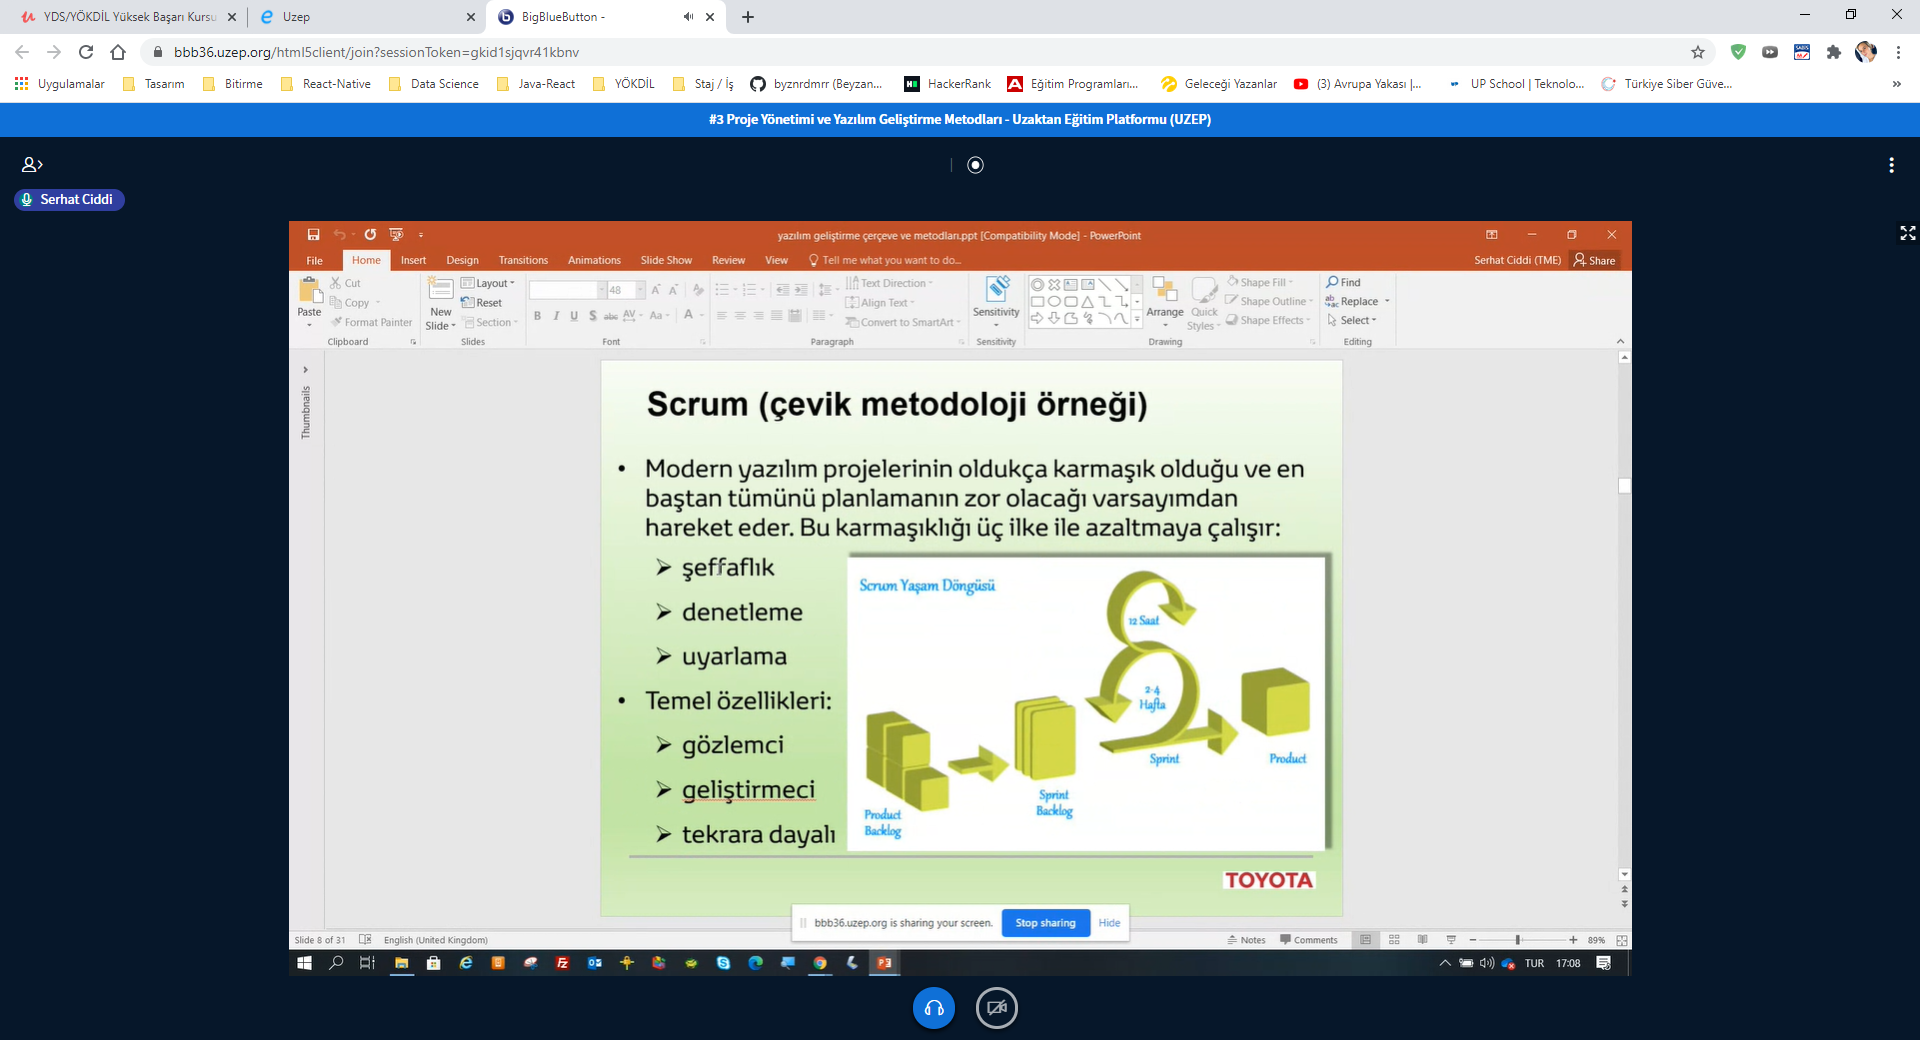 YDS/YÖKDİL Yüksek Başarı Kursu
Uzep
BigBlueButton -
bbb36.uzep.org/html5client/join?sessionToken=gkid1sjqvr41kbnv
Uygulamalar
Tasarım
Bitirme
React-Native
Data Science
Java-React
YÖKDİL
Staj / İş
byznrdmrr (Beyzan...
HackerRank
Eğitim Programları...
Geleceği Yazanlar
(3) Avrupa Yakası |...
UP School | Teknolo...
Türkiye Siber Güve...
#3 Proje Yönetimi ve Yazılım Geliştirme Metodları - Uzaktan Eğitim Platformu (UZEP)
Serhat Ciddi
yazılım geliştirme çerçeve ve metodları.ppt [Compatibility Mode] - PowerPoint
File Home Insert Design Transitions Animations Slide Show Review View Tell me what you want to do...
Serhat Ciddi (TME) Share
Paste
Cut
Copy
Format Painter
Clipboard
New
Slide
Layout
Reset
Section
Slides
48
B I U S abc AV Aa A
Font
Text Direction
Align Text
Convert to SmartArt
Paragraph
Sensitivity
Sensitivity
Arrange
Quick
Styles
Shape Fill
Shape Outline
Shape Effects
Drawing
Find
Replace
Select
Editing
Thumbnails
Scrum (çevik metodoloji örneği)
• Modern yazılım projelerinin oldukça karmaşık olduğu ve en
baştan tümünü planlamanın zor olacağı varsayımdan
hareket eder. Bu karmaşıklığı üç ilke ile azaltmaya çalışır:
➢ şeffaflık
➢ denetleme
➢ uyarlama
• Temel özellikleri:
➢ gözlemci
➢ geliştirmeci
➢ tekrara dayalı
Scrum Yaşam Döngüsü
12 Saat
2-4
Hafta
Sprint
Product
Sprint
Backlog
Product
Backlog
TOYOTA
bbb36.uzep.org is sharing your screen. Stop sharing Hide
Slide 8 of 31 English (United Kingdom)
Notes Comments 89%
TUR 17:08